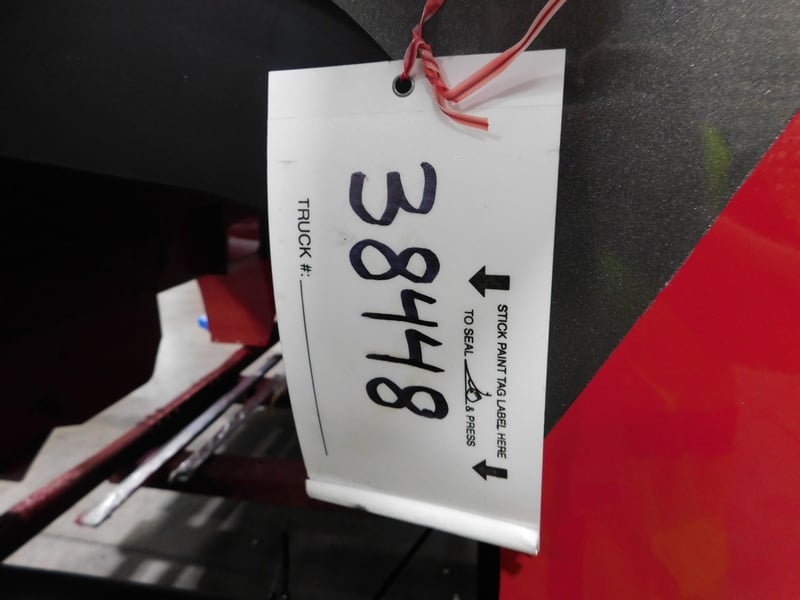 STICK PAINT TAG LABEL HERE
TO SEAL & PRESS
38448
TRUCK #: